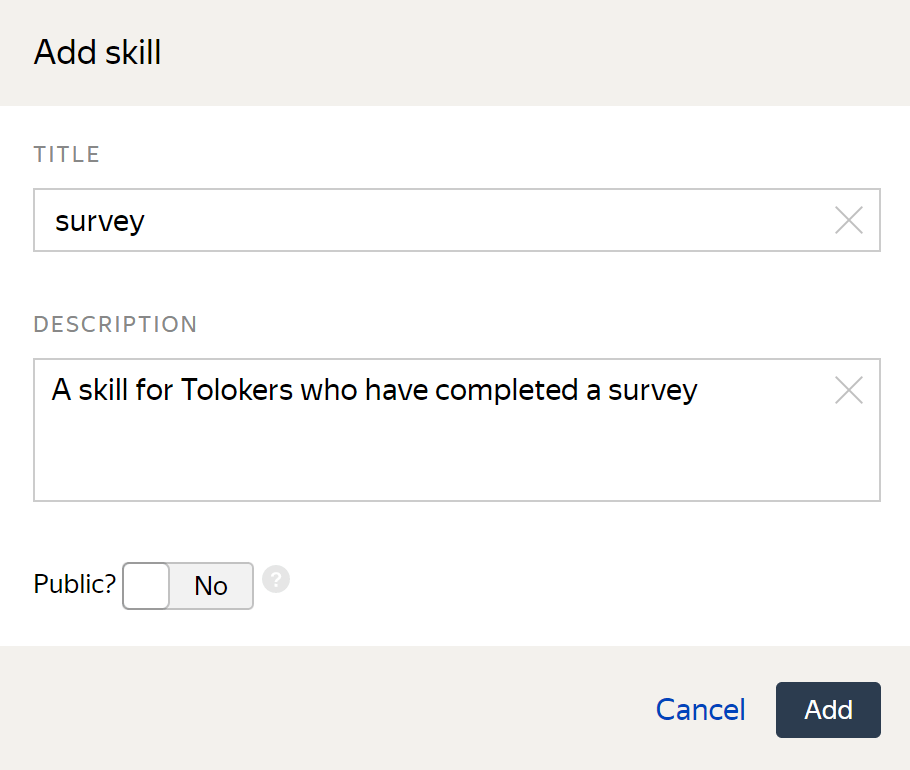 Add skill
TITLE
survey
DESCRIPTION
A skill for Tolokers who have completed a survey
Public? No ?
Cancel Add